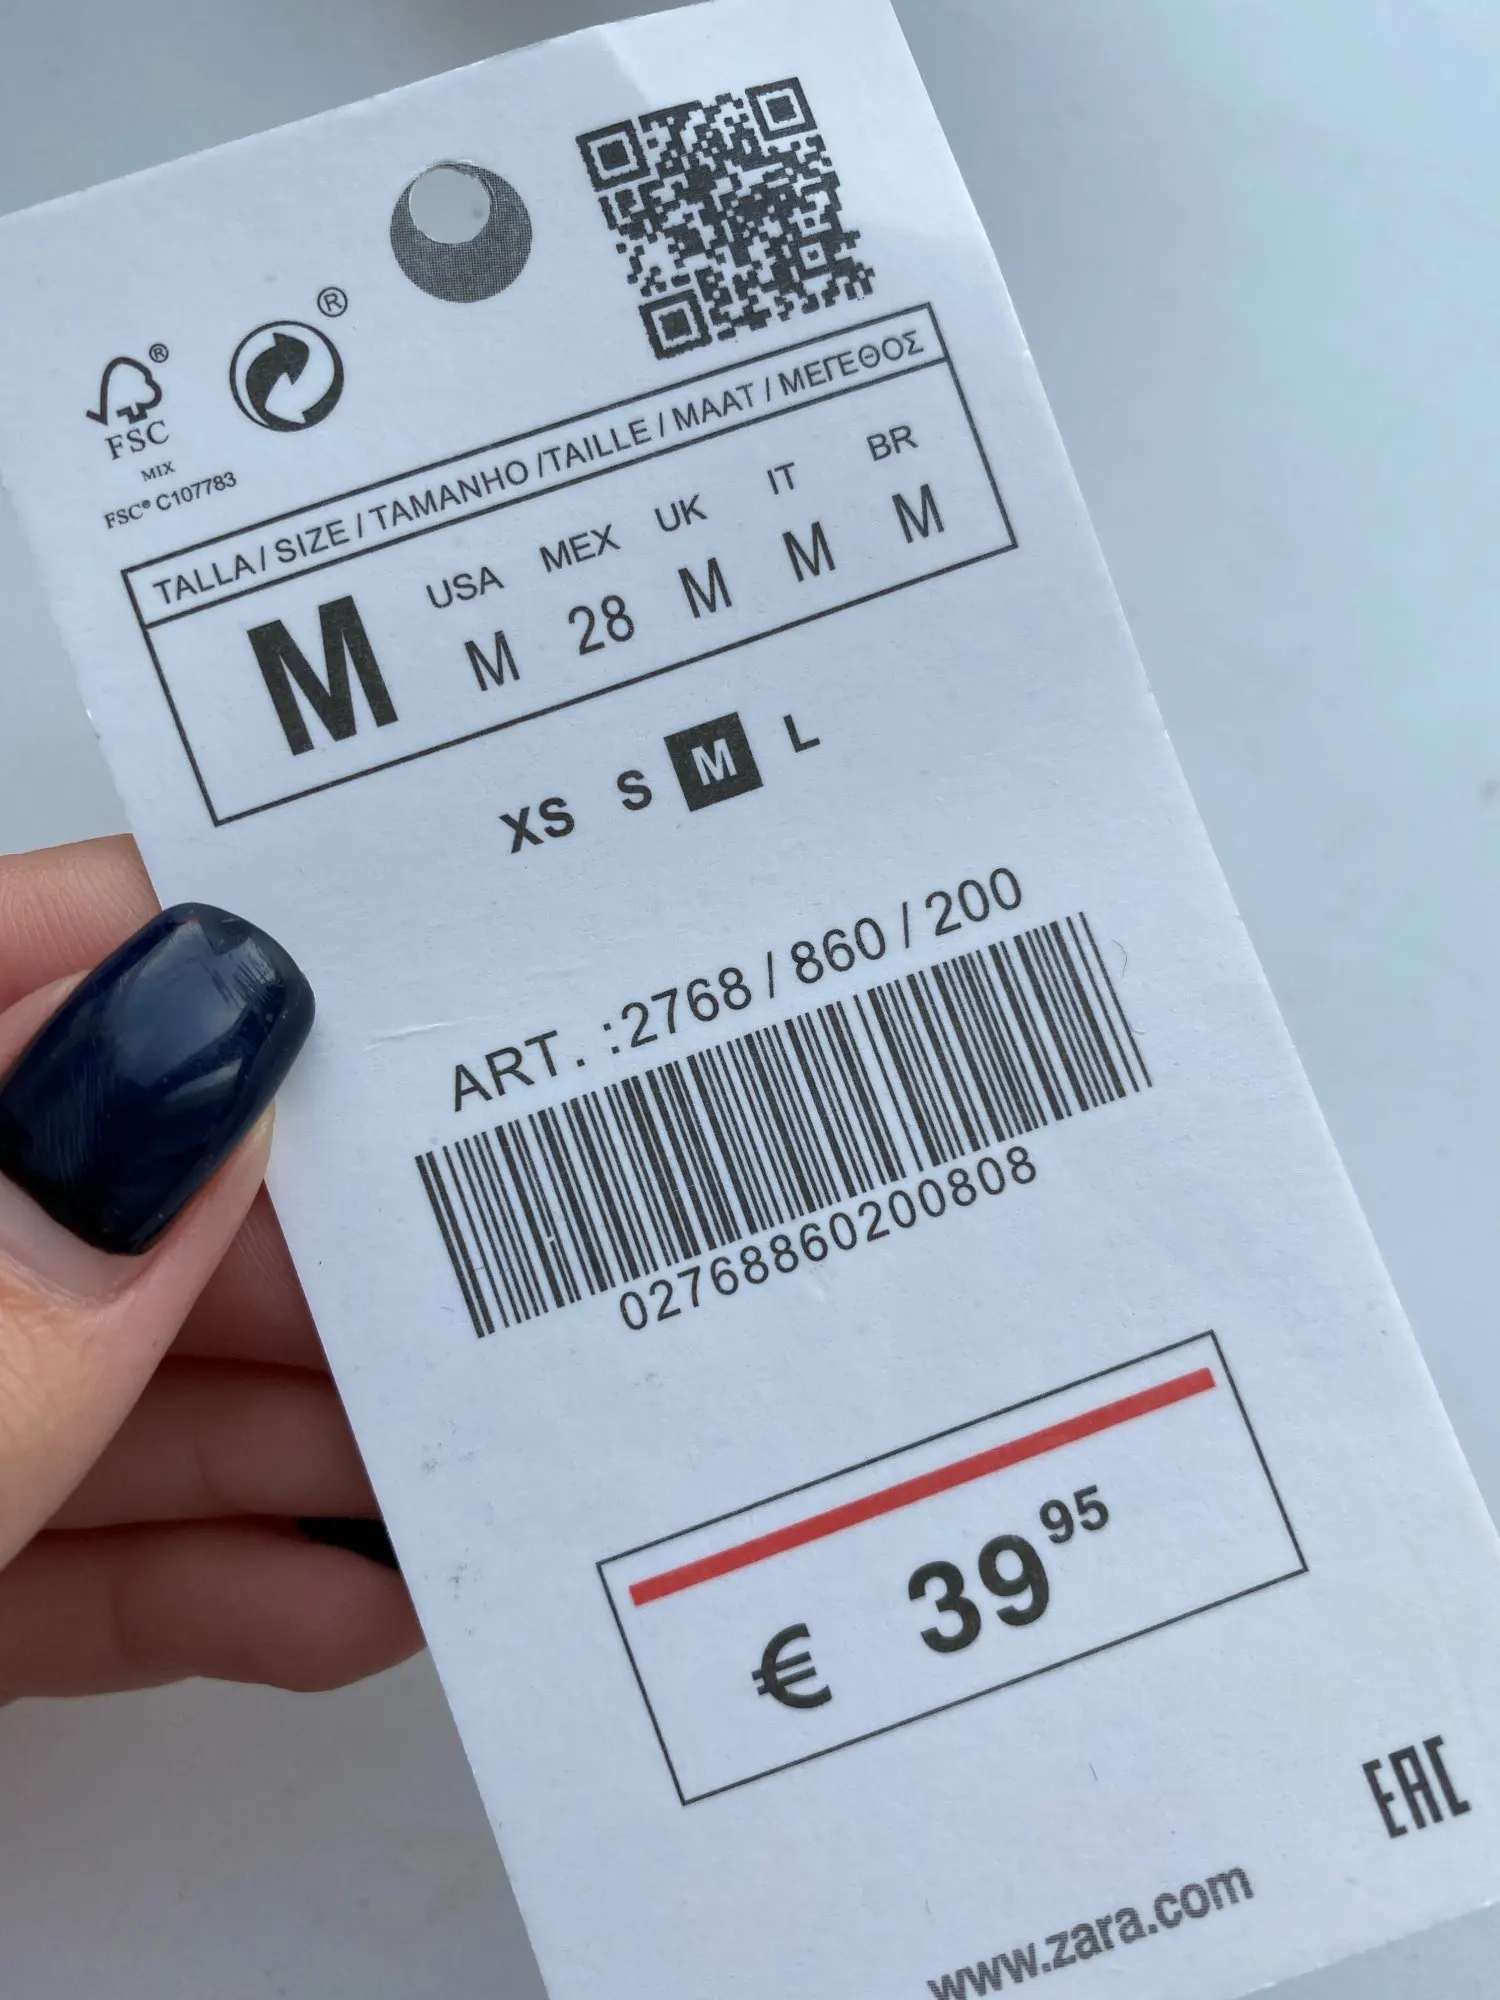 ®
®
FSC
MIX
FSC® C107783
TALLA / SIZE / TAMANHO /TAILLE / MAAT / ΜΕΓΕΘΟΣ
M
USA MEX UK IT BR
M 28 M M M
XS S M L
ART. :2768 / 860 / 200
02768860200808
€ 39 95
EAC
www.zara.com